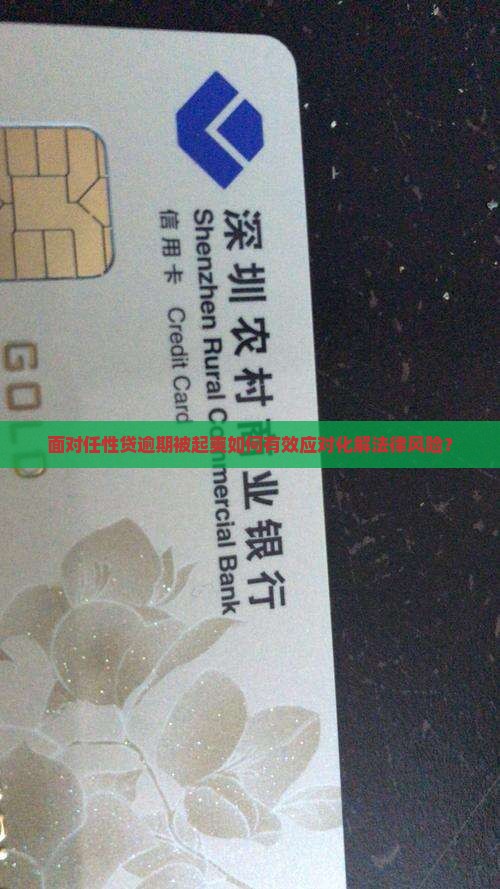 深圳农村商业银行
Shenzhen Rural Commercial Bank
信用卡 Credit Card
GOLD
面对任性贷逾期被起责如何有效应对化解法律风险？